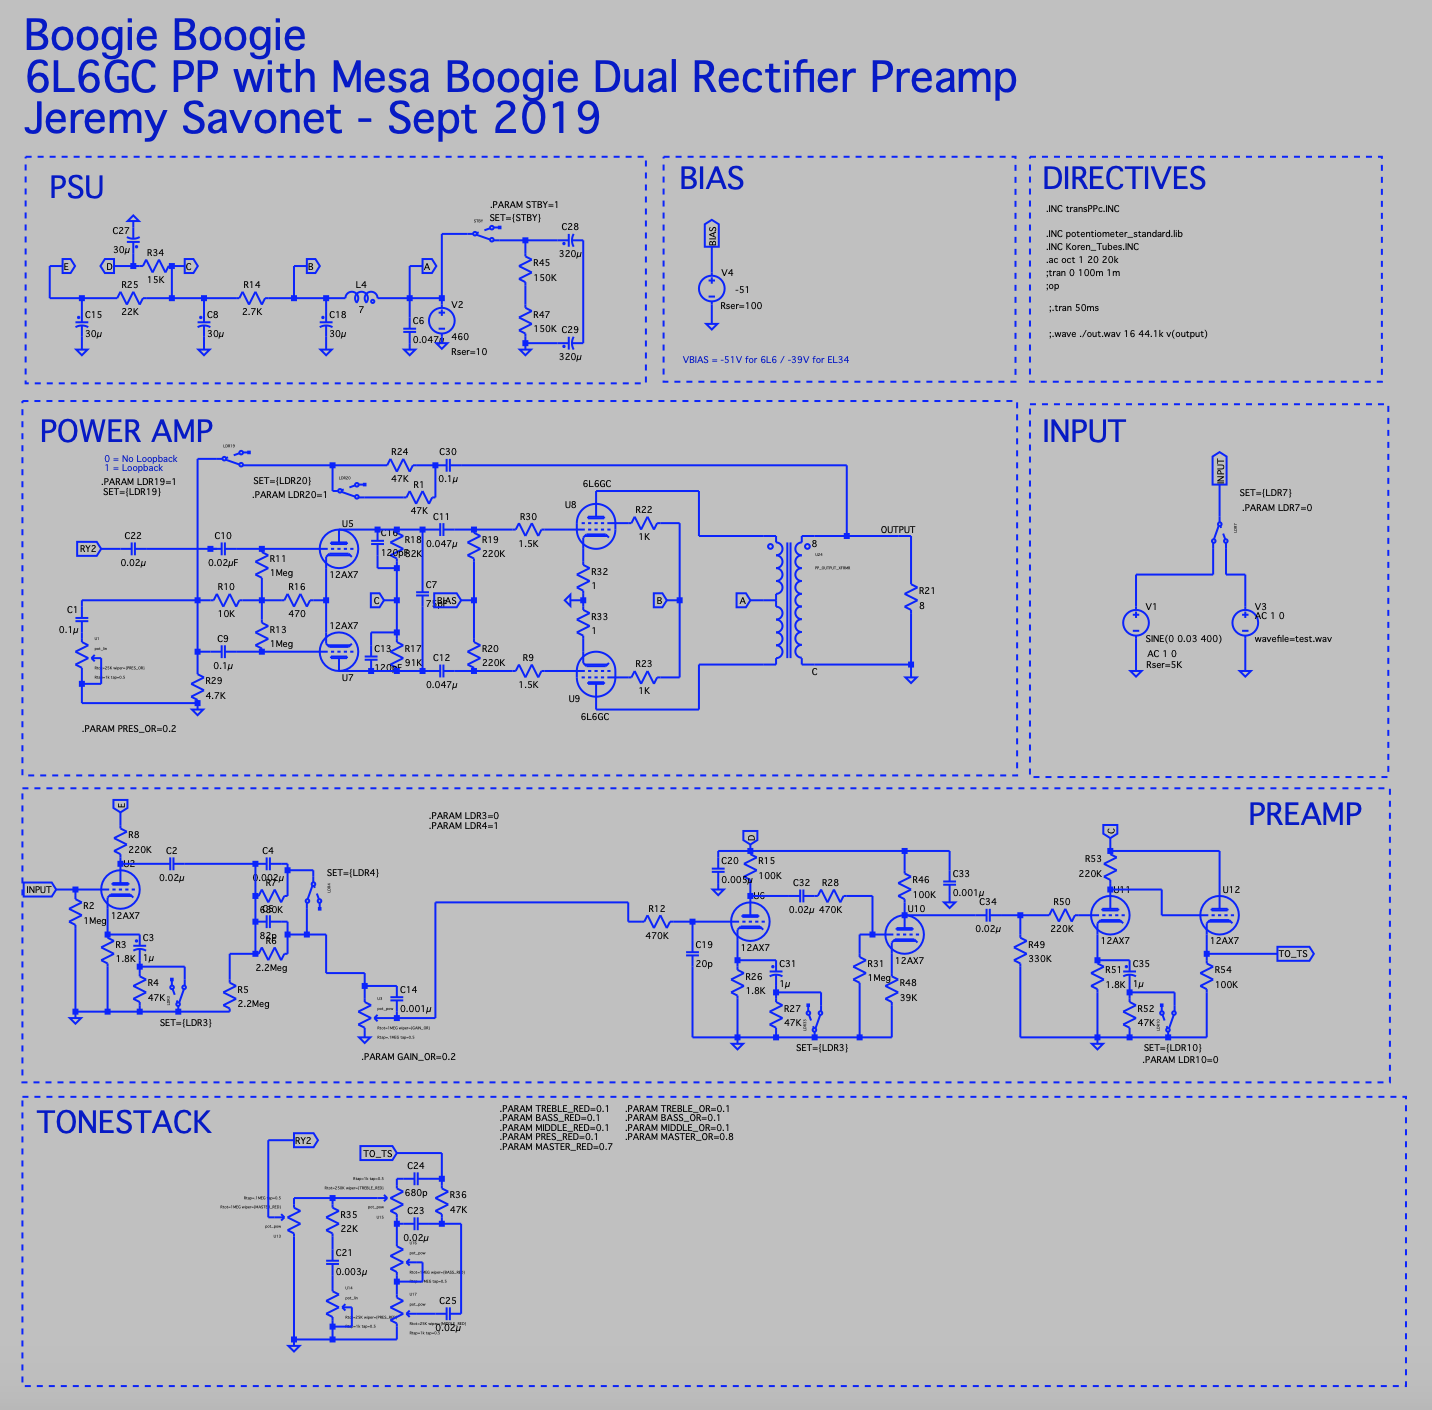 Boogie Boogie
6L6GC PP with Mesa Boogie Dual Rectifier Preamp
Jeremy Savonet - Sept 2019
PSU
.PARAM STBY=1
SET={STBY}
STBY
C27
30µ
C28
320µ
E
D
R34
15K
C
B
A
R45
150K
R25
22K
R14
2.7K
L4
7
V2
460
Rser=10
C15
30µ
C8
30µ
C18
30µ
C6
0.047µ
R47
150K
C29
320µ
BIAS
BIAS
V4
-51
Rser=100
VBIAS = -51V for 6L6 / -39V for EL34
DIRECTIVES
.INC transPPc.INC
.INC potentiometer_standard.lib
.INC Koren_Tubes.INC
.ac oct 1 20 20k
;tran 0 100m 1m
;op
;.tran 50ms
;.wave ./out.wav 16 44.1k v(output)
POWER AMP
0 = No Loopback
1 = Loopback
.PARAM LDR19=1
SET={LDR19}
LDR19
SET={LDR20}
.PARAM LDR20=1
LDR20
R24
47K
C30
0.1µ
R1
47K
6L6GC
U8
R22
1K
U5
C11
0.047µ
R30
1.5K
OUTPUT
RY2
C22
0.02µ
C10
0.02µF
R11
1Meg
12AX7
C16
120pF
R18
82K
R19
220K
8
R10
10K
R16
470
C
C7
BIAS
R32
1
B
A
R21
8
C1
0.1µ
R33
1
12AX7
C9
0.1µ
R13
1Meg
U7
C13
120pF
R17
91K
R20
220K
C12
0.047µ
R9
1.5K
R23
1K
U9
6L6GC
C
R29
4.7K
.PARAM PRES_OR=0.2
INPUT
INPUT
SET={LDR7}
.PARAM LDR7=0
V1
SINE(0 0.03 400)
AC 1 0
Rser=5K
V3
AC 1 0
wavefile=test.wav
PREAMP
E
R8
220K
.PARAM LDR3=0
.PARAM LDR4=1
U2
C2
0.02µ
C4
0.002µ
SET={LDR4}
R7
680K
INPUT
R2
1Meg
12AX7
82p
R6
2.2Meg
R3
1.8K
C3
1µ
R4
47K
R5
2.2Meg
SET={LDR3}
C14
0.001µ
.PARAM GAIN_OR=0.2
R12
470K
C19
20p
D
C20
0.005µ
R15
100K
U6
12AX7
C32
0.02µ
R28
470K
R46
100K
C33
0.001µ
U10
12AX7
R26
1.8K
C31
1µ
R27
47K
R31
1Meg
R48
39K
SET={LDR3}
C34
0.02µ
R49
330K
R50
220K
C
R53
220K
U11
12AX7
U12
12AX7
TO_TS
R51
1.8K
C35
1µ
R52
47K
R54
100K
SET={LDR10}
.PARAM LDR10=0
TONESTACK
.PARAM TREBLE_RED=0.1
.PARAM BASS_RED=0.1
.PARAM MIDDLE_RED=0.1
.PARAM PRES_RED=0.1
.PARAM MASTER_RED=0.7
.PARAM TREBLE_OR=0.1
.PARAM BASS_OR=0.1
.PARAM MIDDLE_OR=0.1
.PARAM MASTER_OR=0.8
RY2
TO_TS
C24
680p
R36
47K
R35
22K
C23
0.02µ
C21
0.003µ
C25
0.02µ